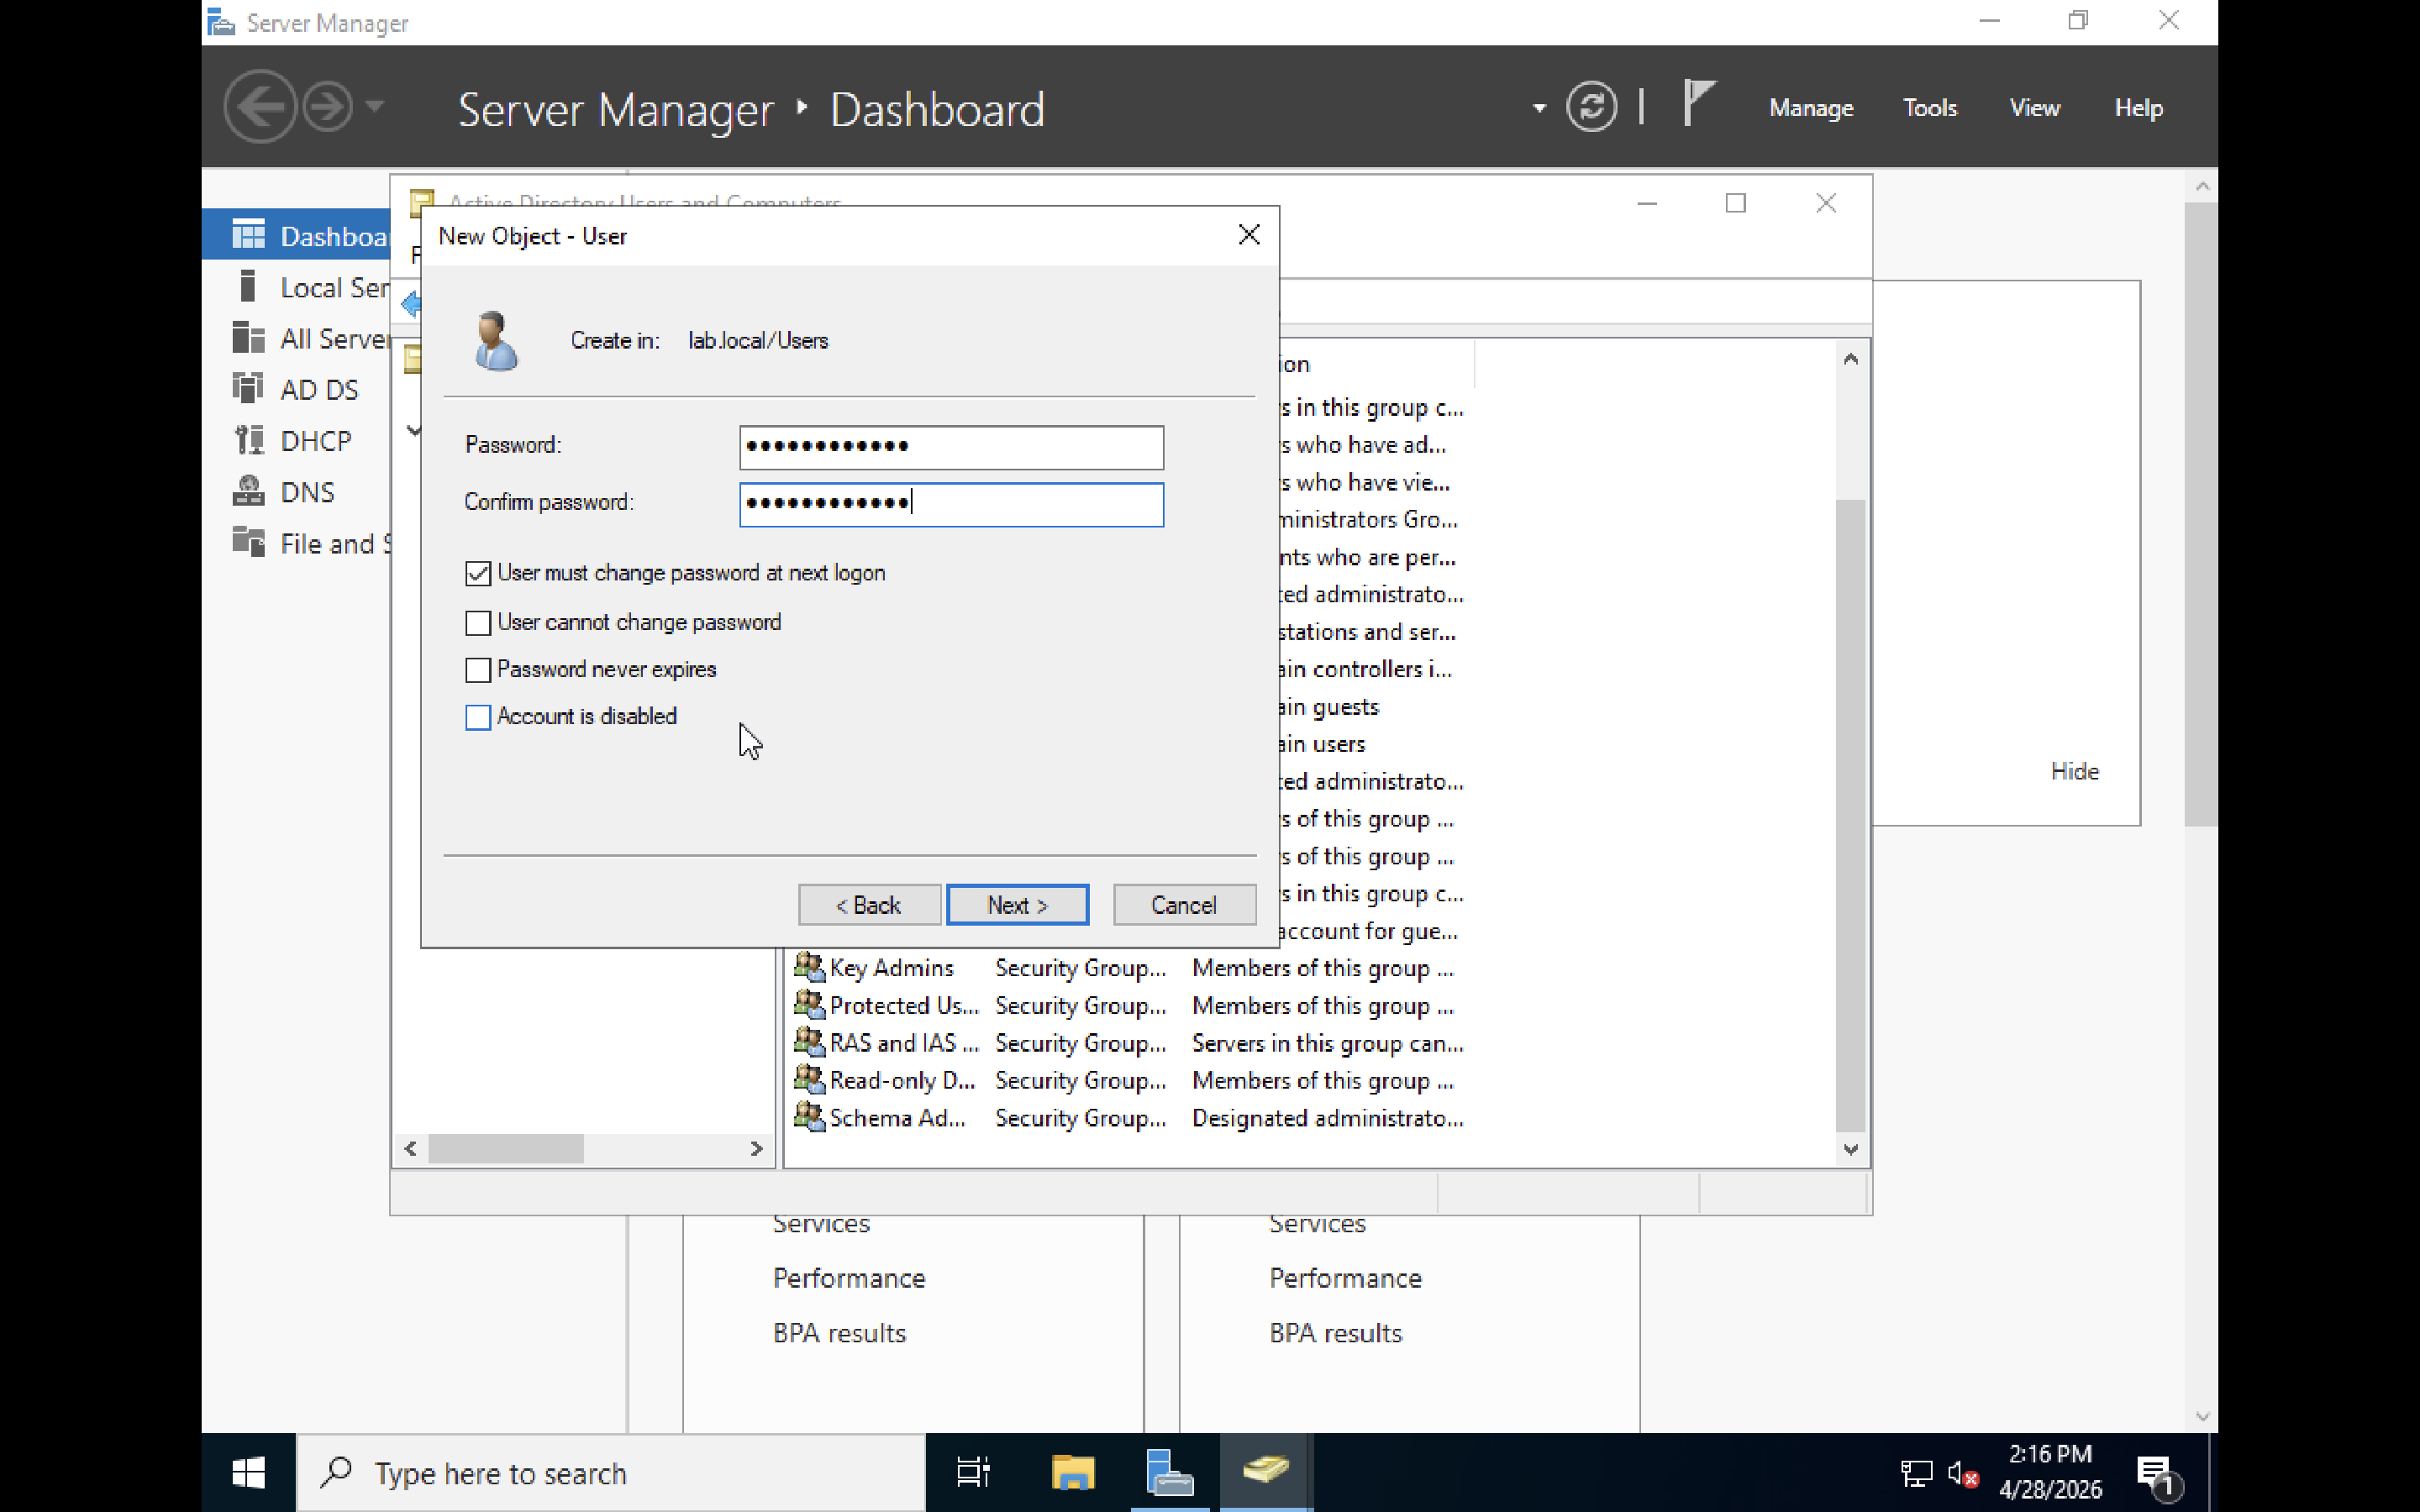 Server Manager
Server Manager ‣ Dashboard
Manage Tools View Help
Dashboa
Local Ser
All Server
AD DS
DHCP
DNS
File and S
Active Directory Users and Computers
F
New Object - User
Create in: lab.local/Users
Password: ●●●●●●●●●●●●
Confirm password: ●●●●●●●●●●●●
User must change password at next logon
User cannot change password
Password never expires
Account is disabled
< Back
Next >
Cancel
ion
s in this group c...
s who have ad...
s who have vie...
ministrators Gro...
nts who are per...
ted administrato...
stations and ser...
ain controllers i...
ain guests
ain users
ted administrato...
s of this group ...
s of this group ...
s in this group c...
account for gue...
Key Admins Security Group... Members of this group ...
Protected Us... Security Group... Members of this group ...
RAS and IAS ... Security Group... Servers in this group can...
Read-only D... Security Group... Members of this group ...
Schema Ad... Security Group... Designated administrato...
Hide
Services Services
Performance Performance
BPA results BPA results
Type here to search
2:16 PM
4/28/2026
1